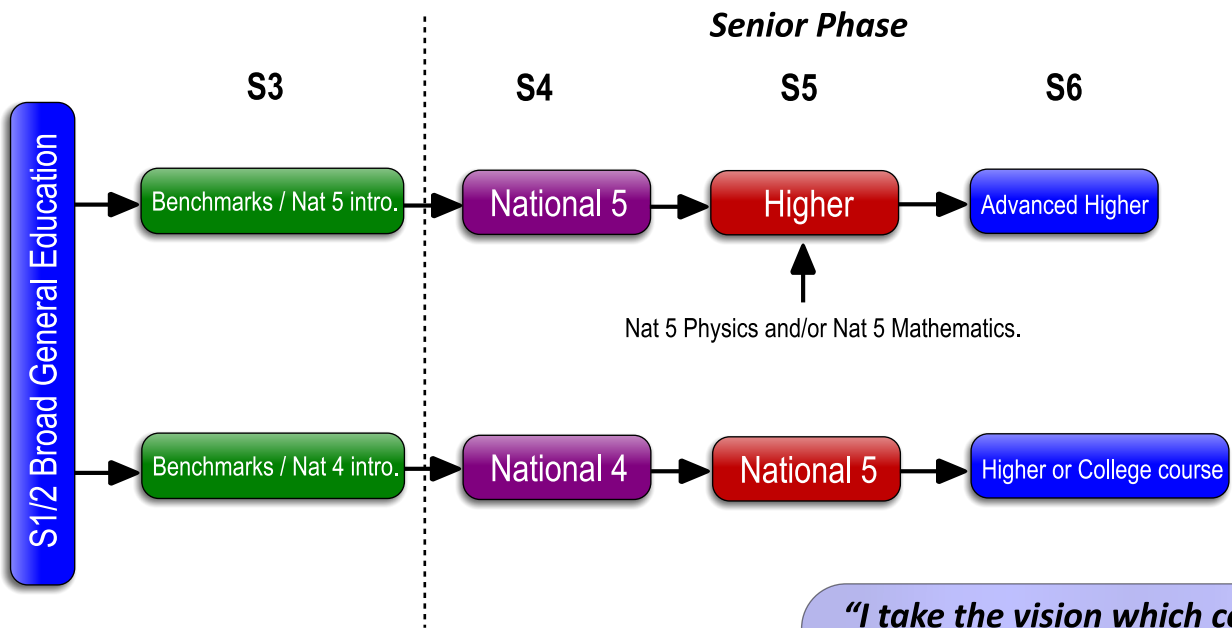 Senior Phase
S3
S4
S5
S6
S1/2 Broad General Education
Benchmarks / Nat 5 intro.
National 5
Higher
Advanced Higher
Nat 5 Physics and/or Nat 5 Mathematics.
Benchmarks / Nat 4 intro.
National 4
National 5
Higher or College course
“I take the vision which